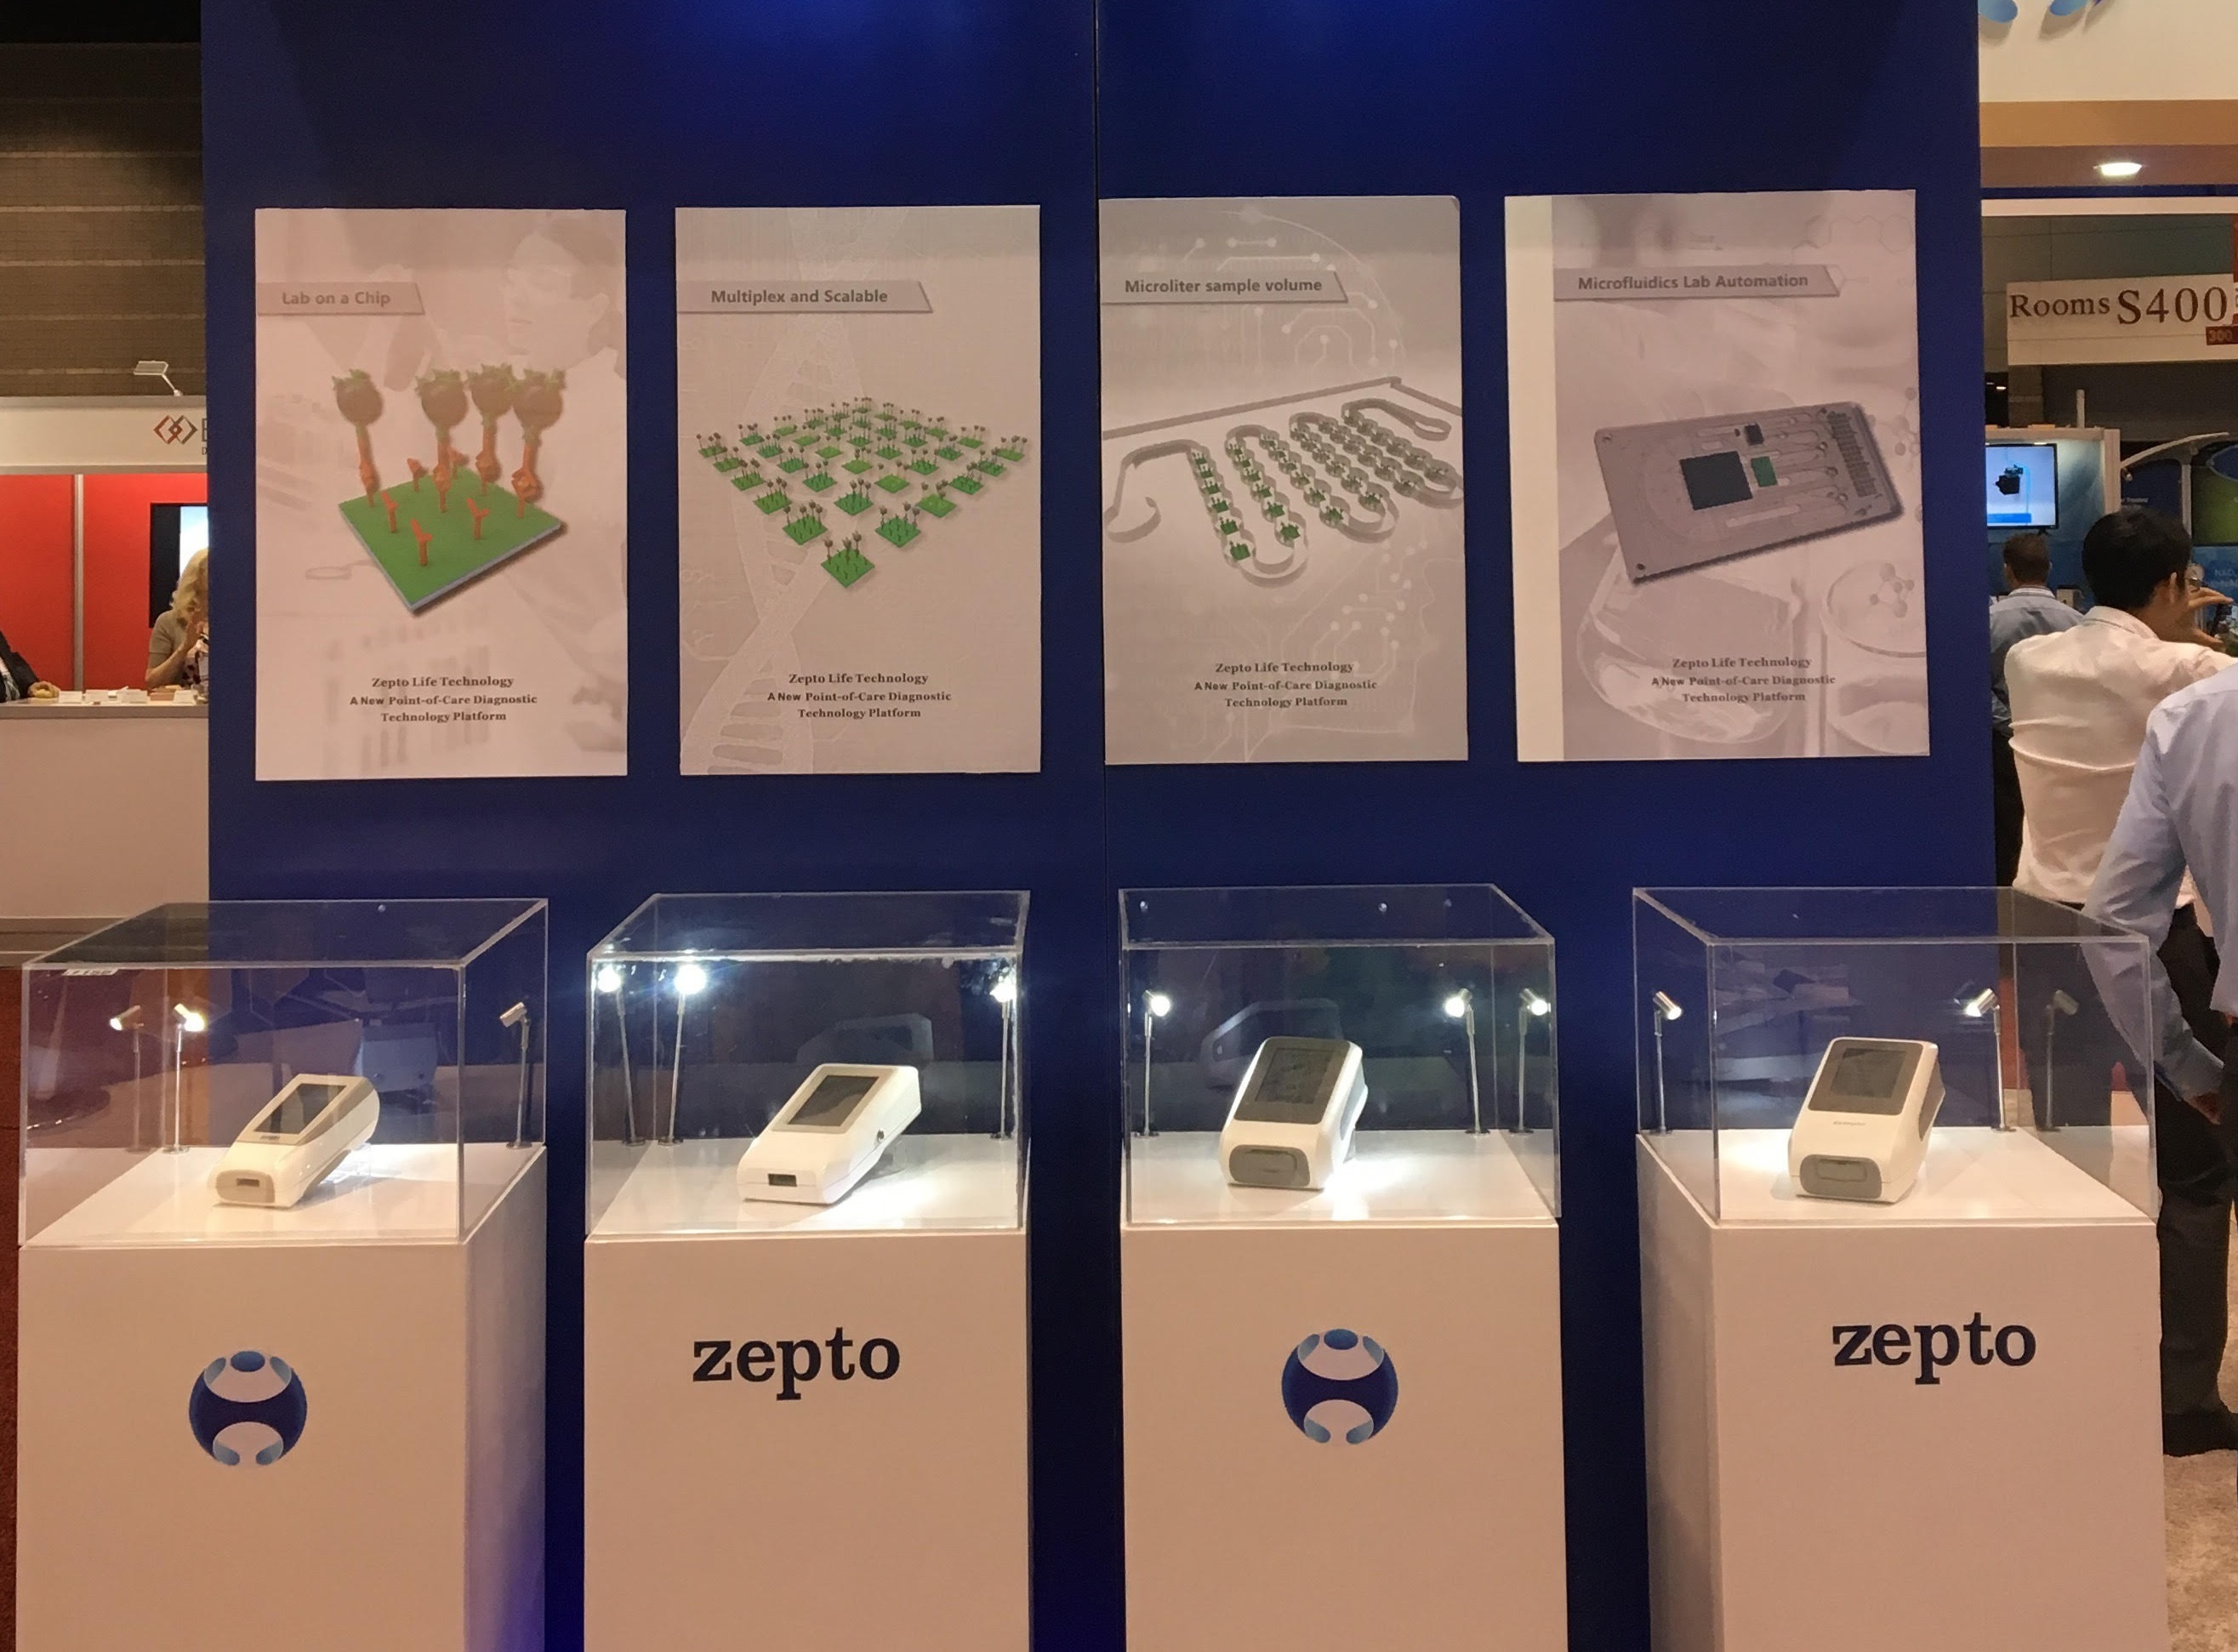 Lab on a Chip
Zepto Life Technology
A New Point-of-Care Diagnostic
Technology Platform
Multiplex and Scalable
Zepto Life Technology
A New Point-of-Care Diagnostic
Technology Platform
Microliter sample volume
Zepto Life Technology
A New Point-of-Care Diagnostic
Technology Platform
Microfluidics Lab Automation
Zepto Life Technology
A New Point-of-Care Diagnostic
Technology Platform
Rooms S400
300
zepto
zepto